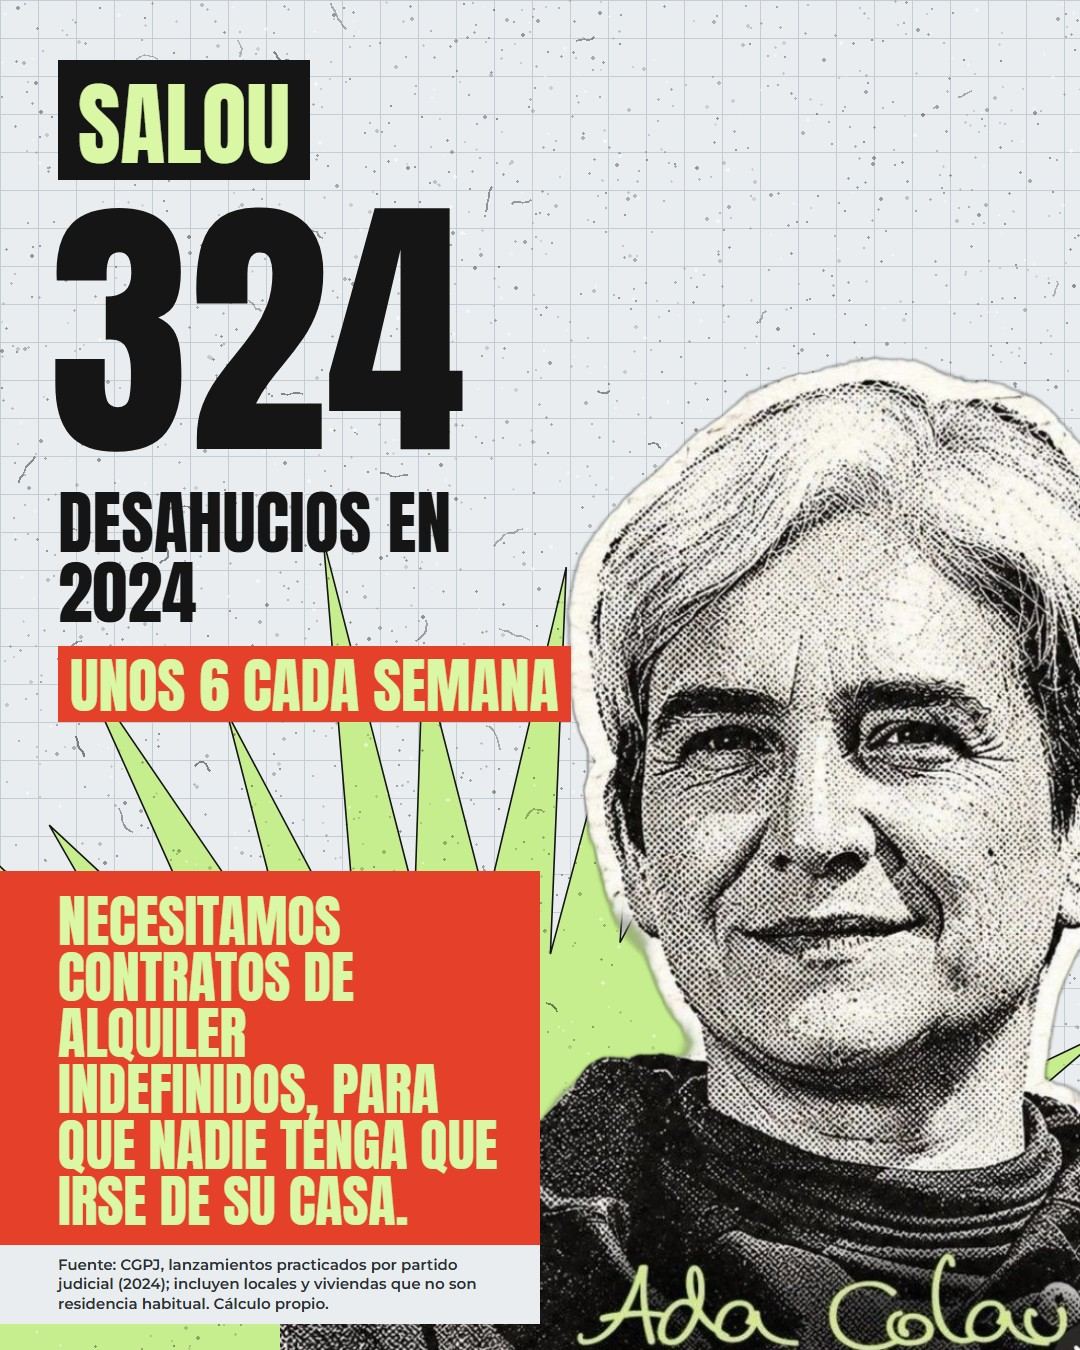 SALOU
324
DESAHUCIOS EN
2024
UNOS 6 CADA SEMANA
NECESITAMOS
CONTRATOS DE
ALQUILER
INDEFINIDOS, PARA
QUE NADIE TENGA QUE
IRSE DE SU CASA.
Fuente: CGPJ, lanzamientos practicados por partido
judicial (2024); incluyen locales y viviendas que no son
residencia habitual. Cálculo propio.
Ada Colau